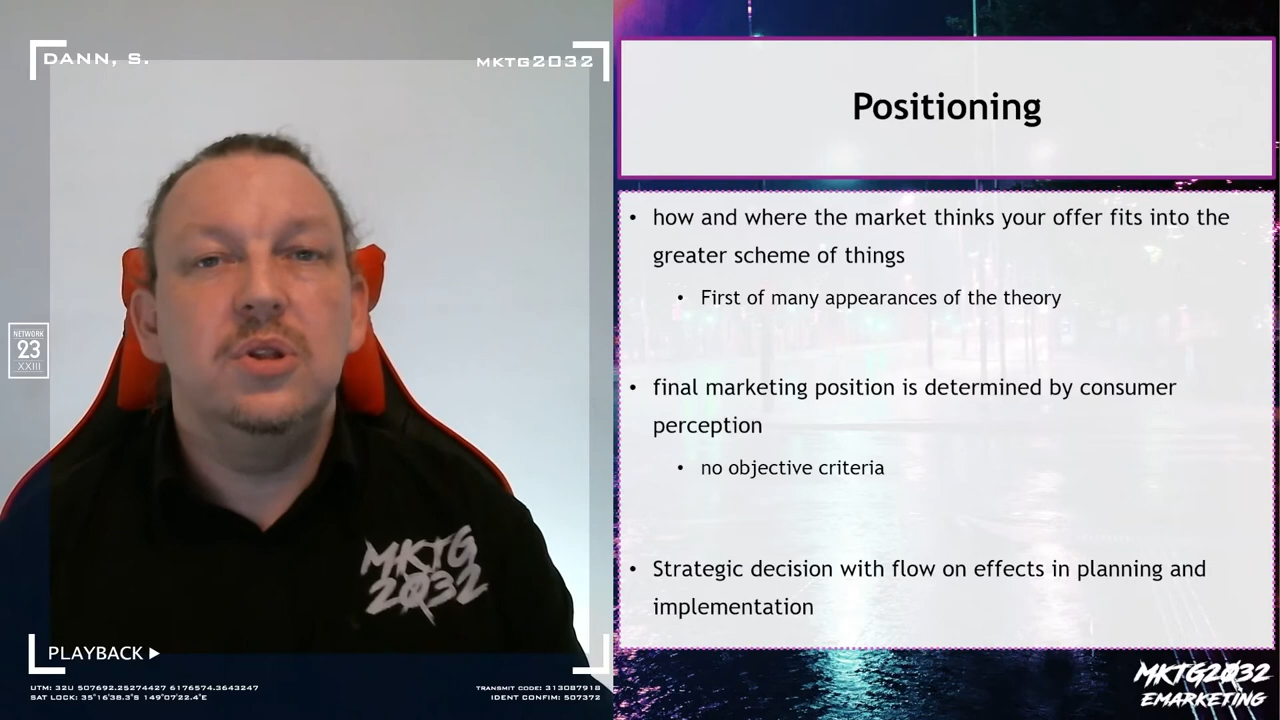 DANN, S.
MKTG2032
NETWORK
23
XXIII
MKTG
2032
PLAYBACK
UTM: 32U 507692.25274427 6176574.3643247
SAT LOCK: 35°16'38.3"S 149°07'22.4"E
TRANSMIT CODE: 313087918
IDENT CONFIM: 507372
Positioning
• how and where the market thinks your offer fits into the
greater scheme of things
• First of many appearances of the theory
• final marketing position is determined by consumer
perception
• no objective criteria
• Strategic decision with flow on effects in planning and
implementation
MKTG2032
EMARKETING